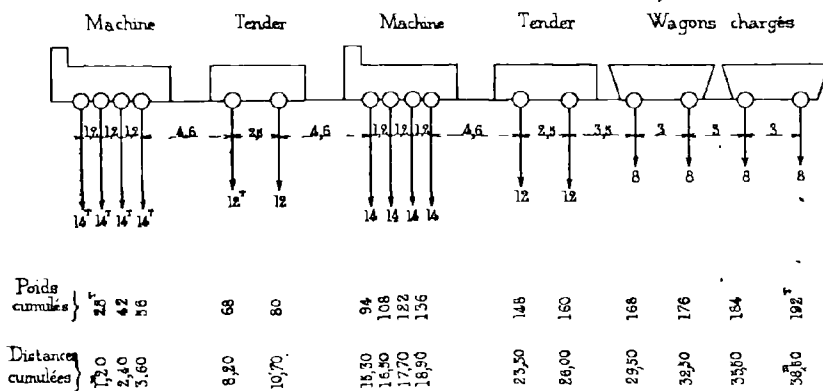 Machine Tender Machine Tender Wagons chargés
1,2 1,2 1,2 4,6 2,5 4,6 1,2 1,2 1,2 4,6 2,5 3,5 3 3 3
8 8 8 8
12ᵀ 12 12 12
14ᵀ 14ᵀ 14ᵀ 14ᵀ 14 14 14 14
Poids cumulés } 28ᵀ 42 56 68 80 94 108 122 136 148 160 168 176 184 192ᵀ
Distances cumulées } 1,20 2,40 3,60 8,20 10,70 15,30 16,50 17,70 18,90 23,50 26,00 29,50 32,50 35,50 38,50